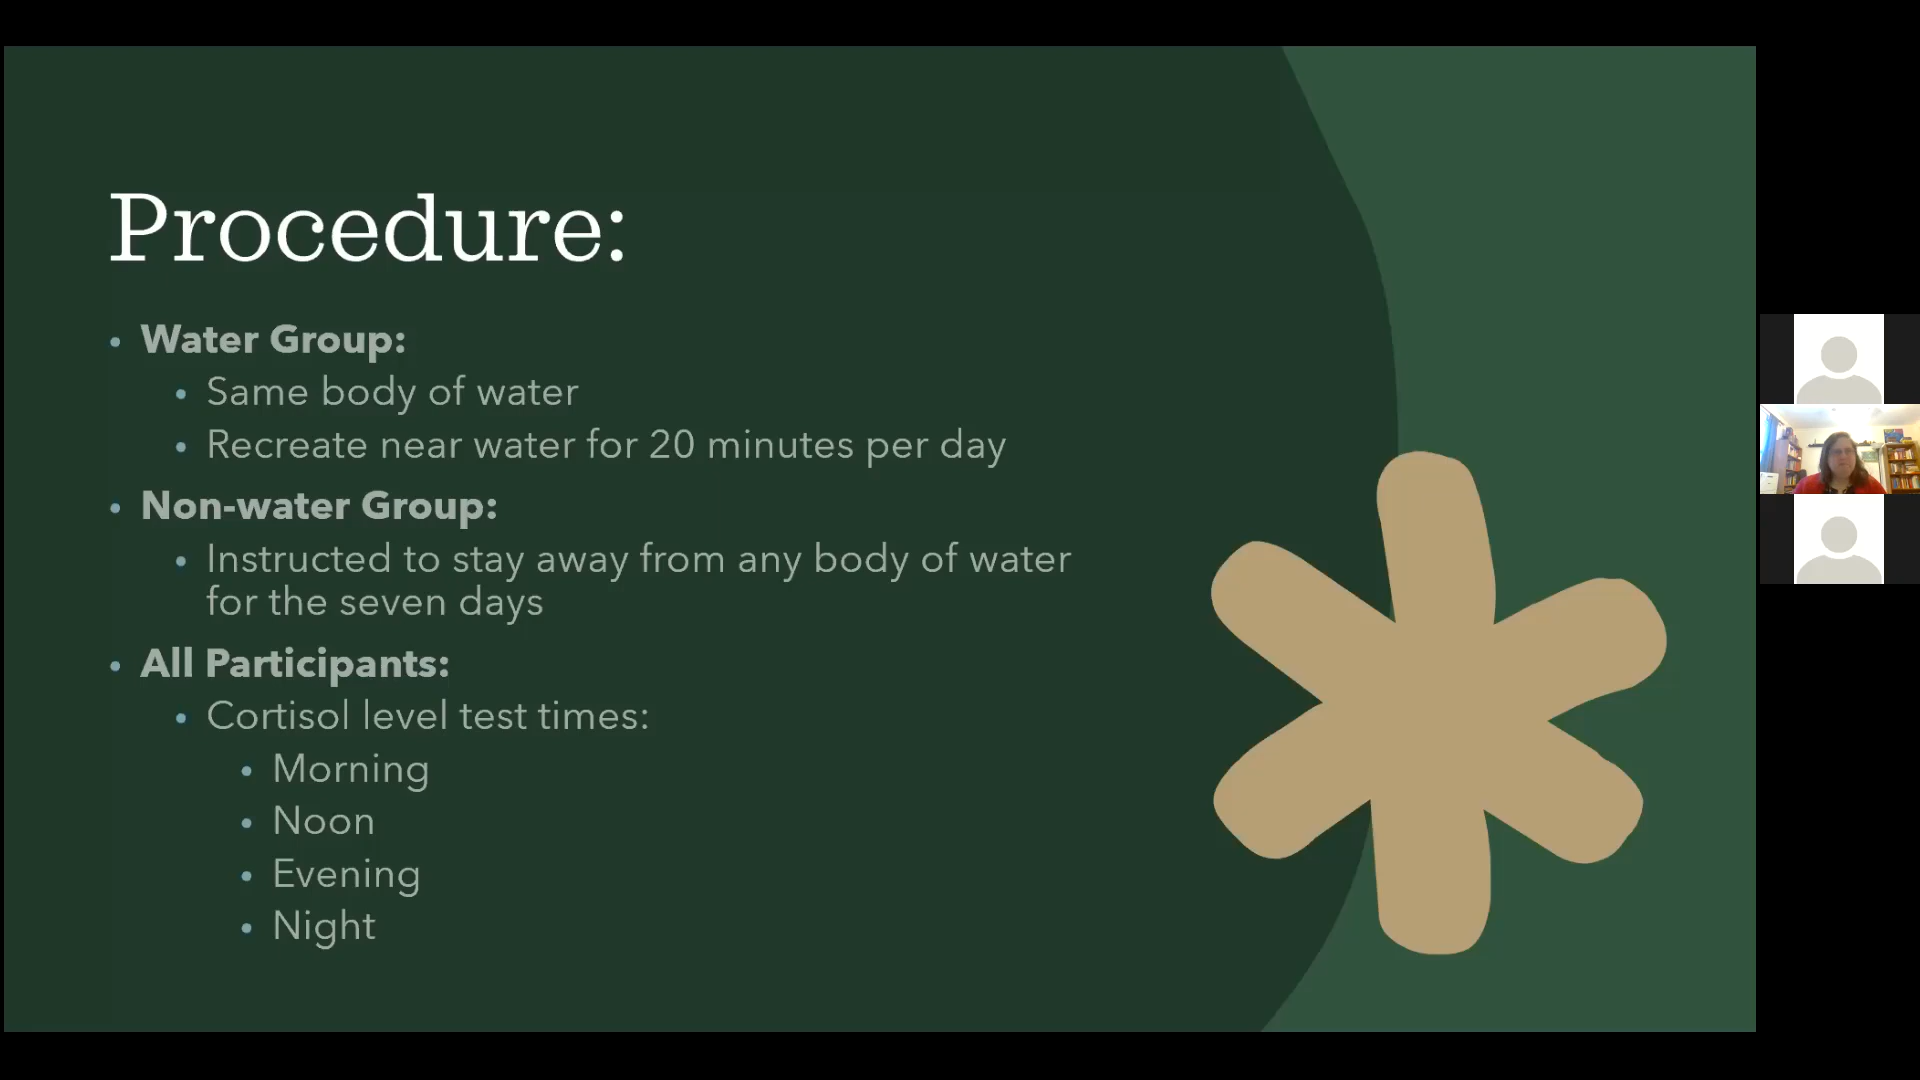 Procedure:
• Water Group:
• Same body of water
• Recreate near water for 20 minutes per day
• Non-water Group:
• Instructed to stay away from any body of water
for the seven days
• All Participants:
• Cortisol level test times:
• Morning
• Noon
• Evening
• Night